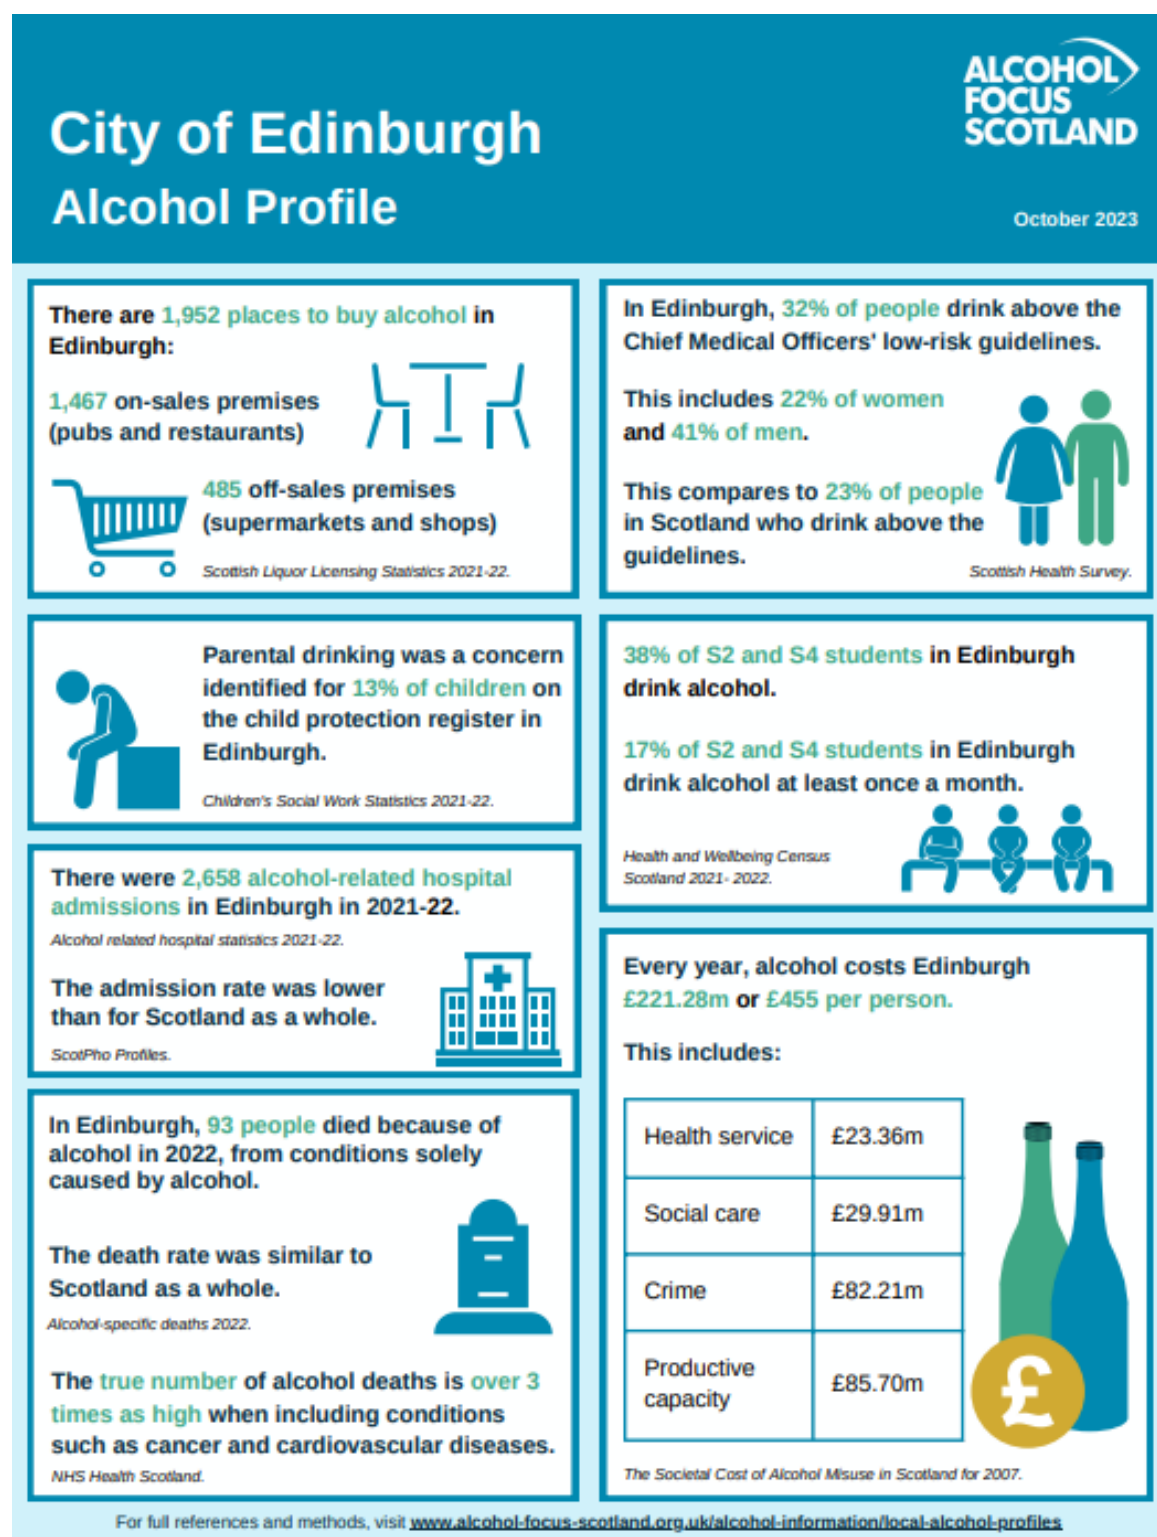 City of Edinburgh
Alcohol Profile
ALCOHOL
FOCUS
SCOTLAND
October 2023
There are 1,952 places to buy alcohol in
Edinburgh:
1,467 on-sales premises
(pubs and restaurants)
485 off-sales premises
(supermarkets and shops)
Scottish Liquor Licensing Statistics 2021-22.
In Edinburgh, 32% of people drink above the
Chief Medical Officers' low-risk guidelines.
This includes 22% of women
and 41% of men.
This compares to 23% of people
in Scotland who drink above the
guidelines.
Scottish Health Survey.
Parental drinking was a concern
identified for 13% of children on
the child protection register in
Edinburgh.
Children's Social Work Statistics 2021-22.
38% of S2 and S4 students in Edinburgh
drink alcohol.
17% of S2 and S4 students in Edinburgh
drink alcohol at least once a month.
Health and Wellbeing Census
Scotland 2021- 2022.
There were 2,658 alcohol-related hospital
admissions in Edinburgh in 2021-22.
Alcohol related hospital statistics 2021-22.
The admission rate was lower
than for Scotland as a whole.
ScotPho Profiles.
In Edinburgh, 93 people died because of
alcohol in 2022, from conditions solely
caused by alcohol.
The death rate was similar to
Scotland as a whole.
Alcohol-specific deaths 2022.
The true number of alcohol deaths is over 3
times as high when including conditions
such as cancer and cardiovascular diseases.
NHS Health Scotland.
Every year, alcohol costs Edinburgh
£221.28m or £455 per person.
This includes:
Health service £23.36m
Social care £29.91m
Crime £82.21m
Productive
capacity £85.70m
£
The Societal Cost of Alcohol Misuse in Scotland for 2007.
For full references and methods, visit www.alcohol-focus-scotland.org.uk/alcohol-information/local-alcohol-profiles